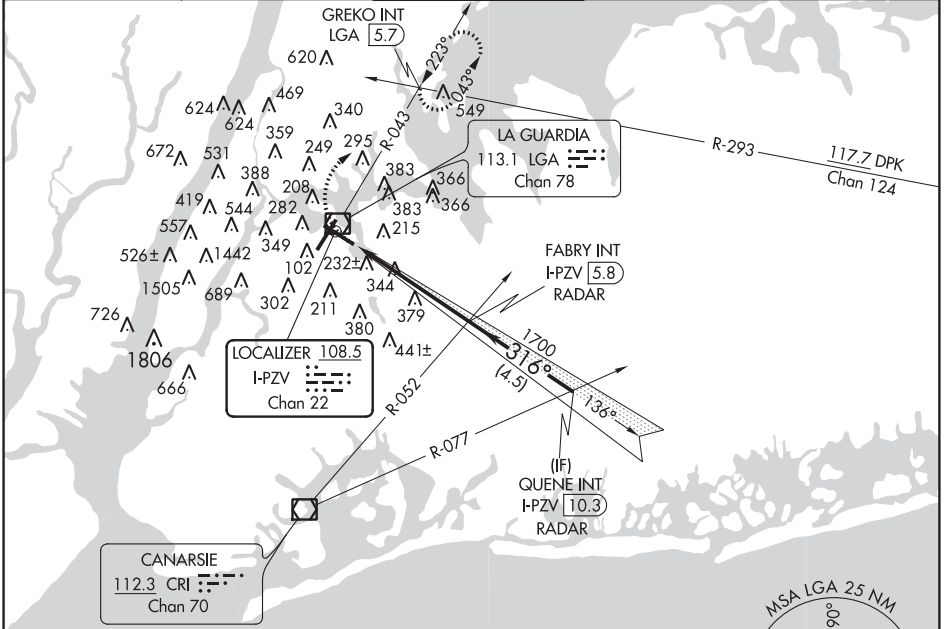 GREKO INT
LGA 5.7
223°
043°
620
624
624
469
340
549
359
R-043
LA GUARDIA
113.1 LGA
Chan 78
R-293
117.7 DPK
Chan 124
672
531
249
295
388
383
366
208
383
366
419
544
282
215
557
349
526±
1442
102
232±
FABRY INT
I-PZV 5.8
RADAR
1505
689
302
211
344
379
726
380
1806
441±
1700
316°
(4.5)
136°
LOCALIZER 108.5
I-PZV
Chan 22
666
R-052
R-077
(IF)
QUENE INT
I-PZV 10.3
RADAR
CANARSIE
112.3 CRI
Chan 70
MSA LGA 25 NM